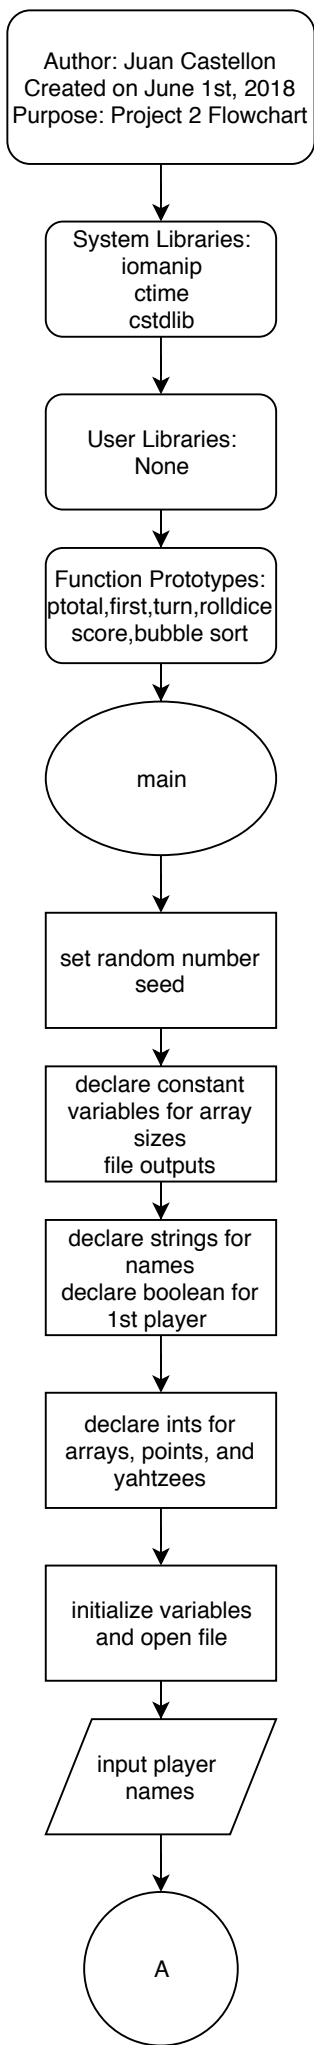 Author: Juan Castellon
Created on June 1st, 2018
Purpose: Project 2 Flowchart
System Libraries:
iomanip
ctime
cstdlib
User Libraries:
None
Function Prototypes:
ptotal,first,turn,rolldice
score,bubble sort
main
set random number
seed
declare constant
variables for array
sizes
file outputs
declare strings for
names
declare boolean for
1st player
declare ints for
arrays, points, and
yahtzees
initialize variables
and open file
input player
names
A